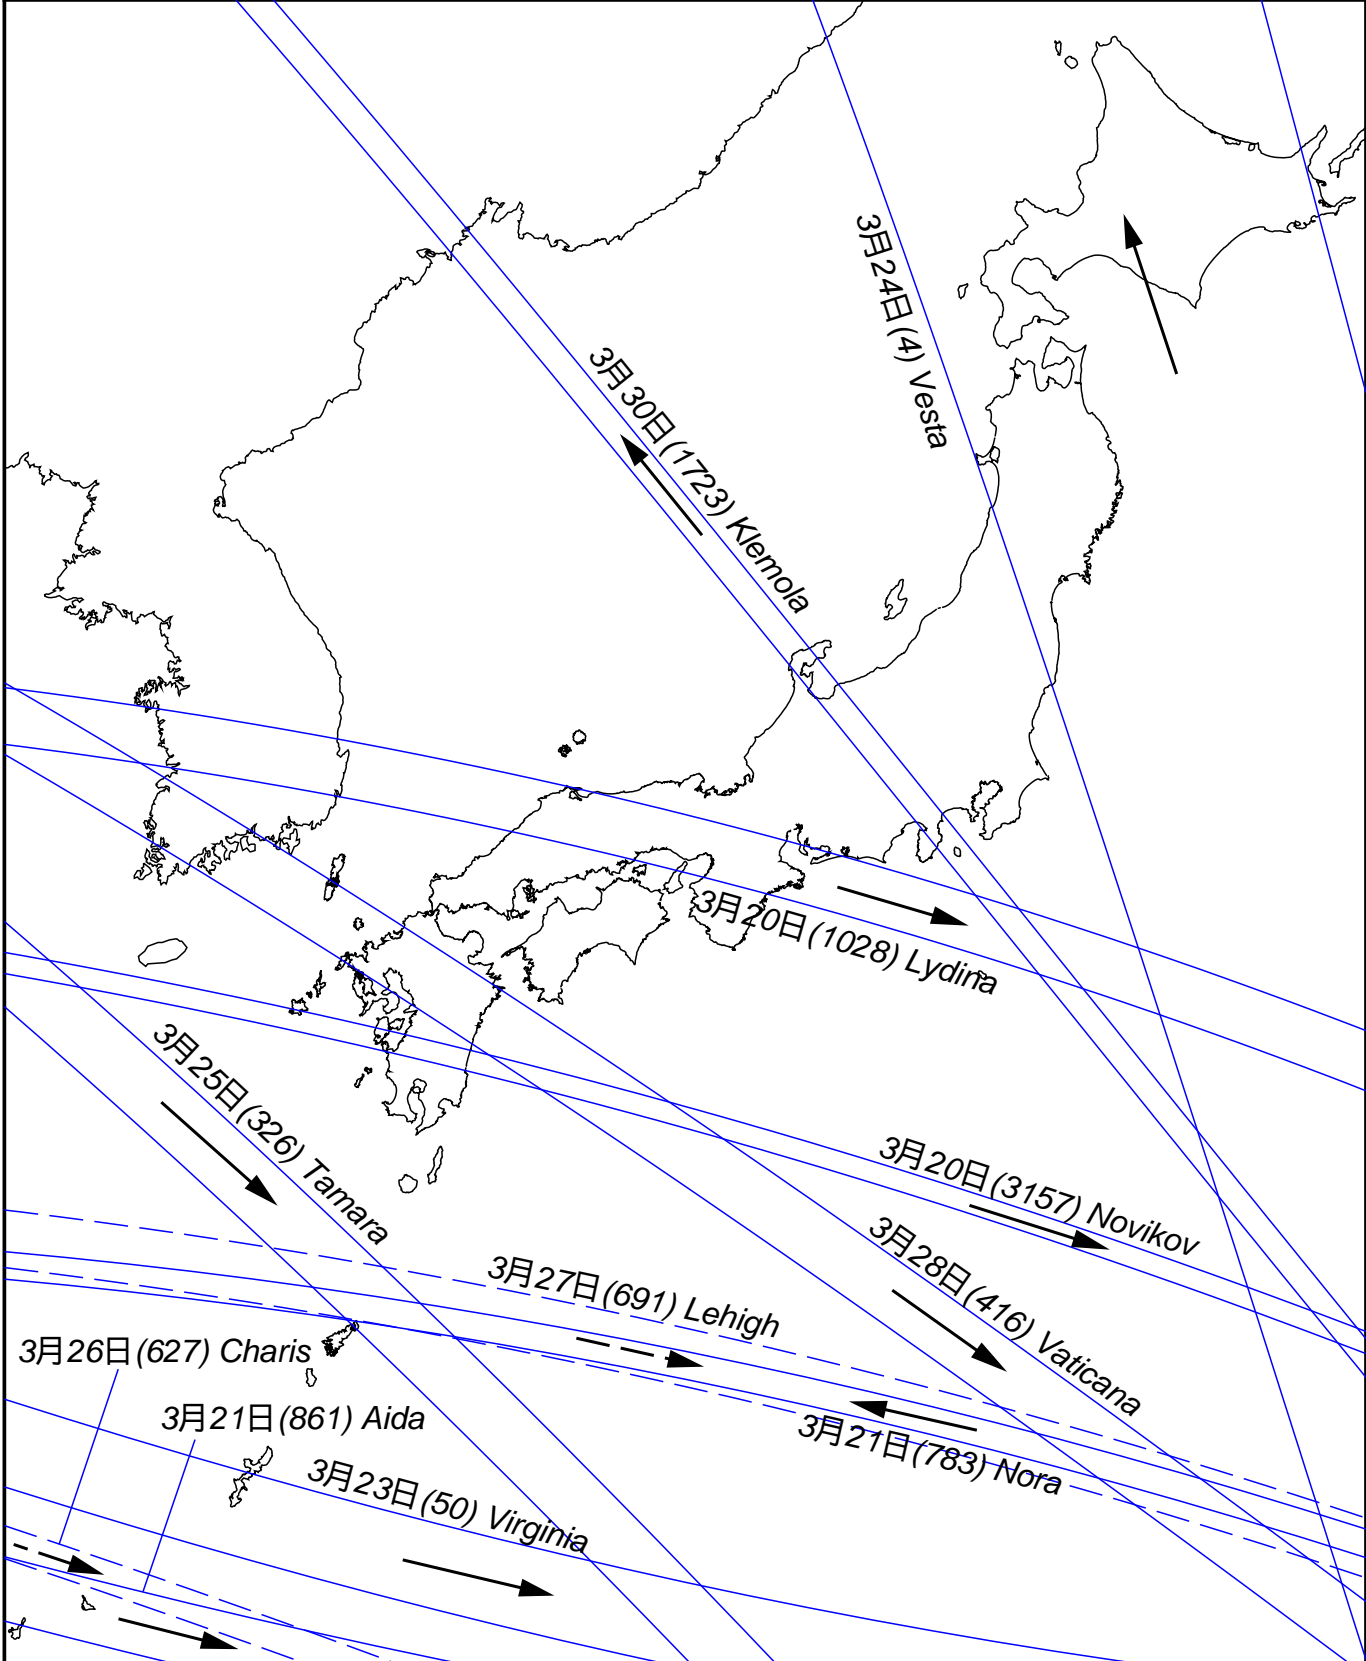 3月24日(4) Vesta
3月30日(1723) Klemola
3月20日(1028) Lydina
3月25日(326) Tamara
3月20日(3157) Novikov
3月28日(416) Vaticana
3月27日(691) Lehigh
3月26日(627) Charis
3月21日(861) Aida
3月21日(783) Nora
3月23日(50) Virginia